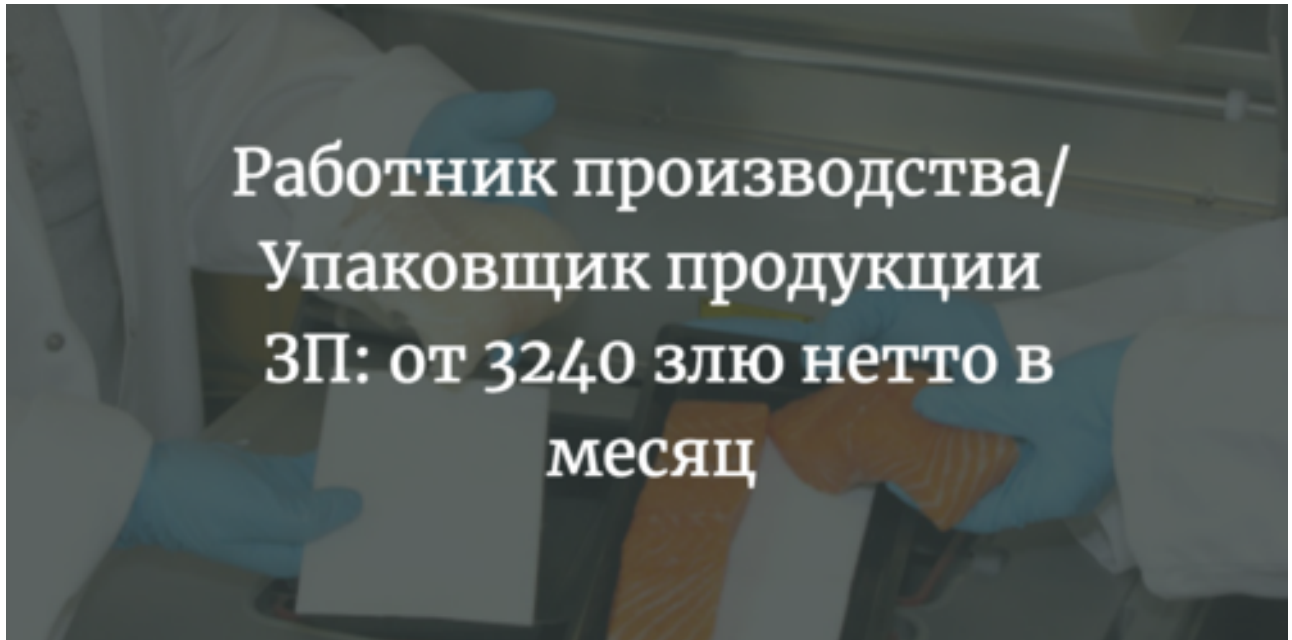 Работник производства/
Упаковщик продукции
ЗП: от 3240 злю нетто в
месяц